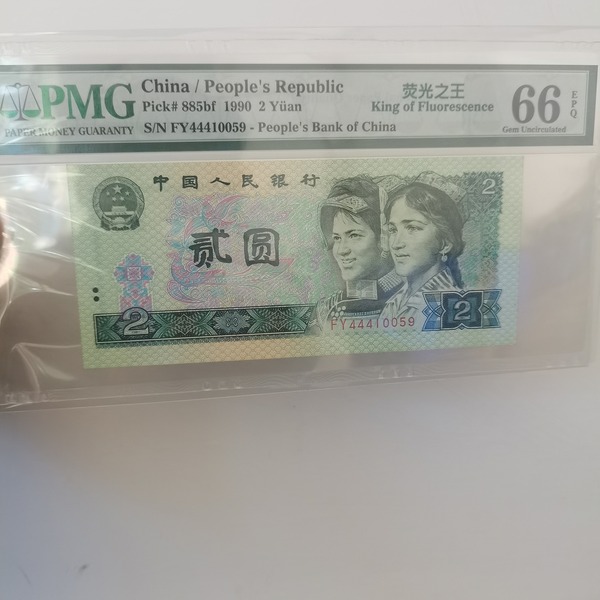 PMG
PAPER MONEY GUARANTY
China / People's Republic
Pick# 885bf 1990 2 Yüan
S/N FY44410059 - People's Bank of China
荧光之王
King of Fluorescence
66
EPQ
Gem Uncirculated
中国人民银行
2
贰圆
2
FY44410059
2